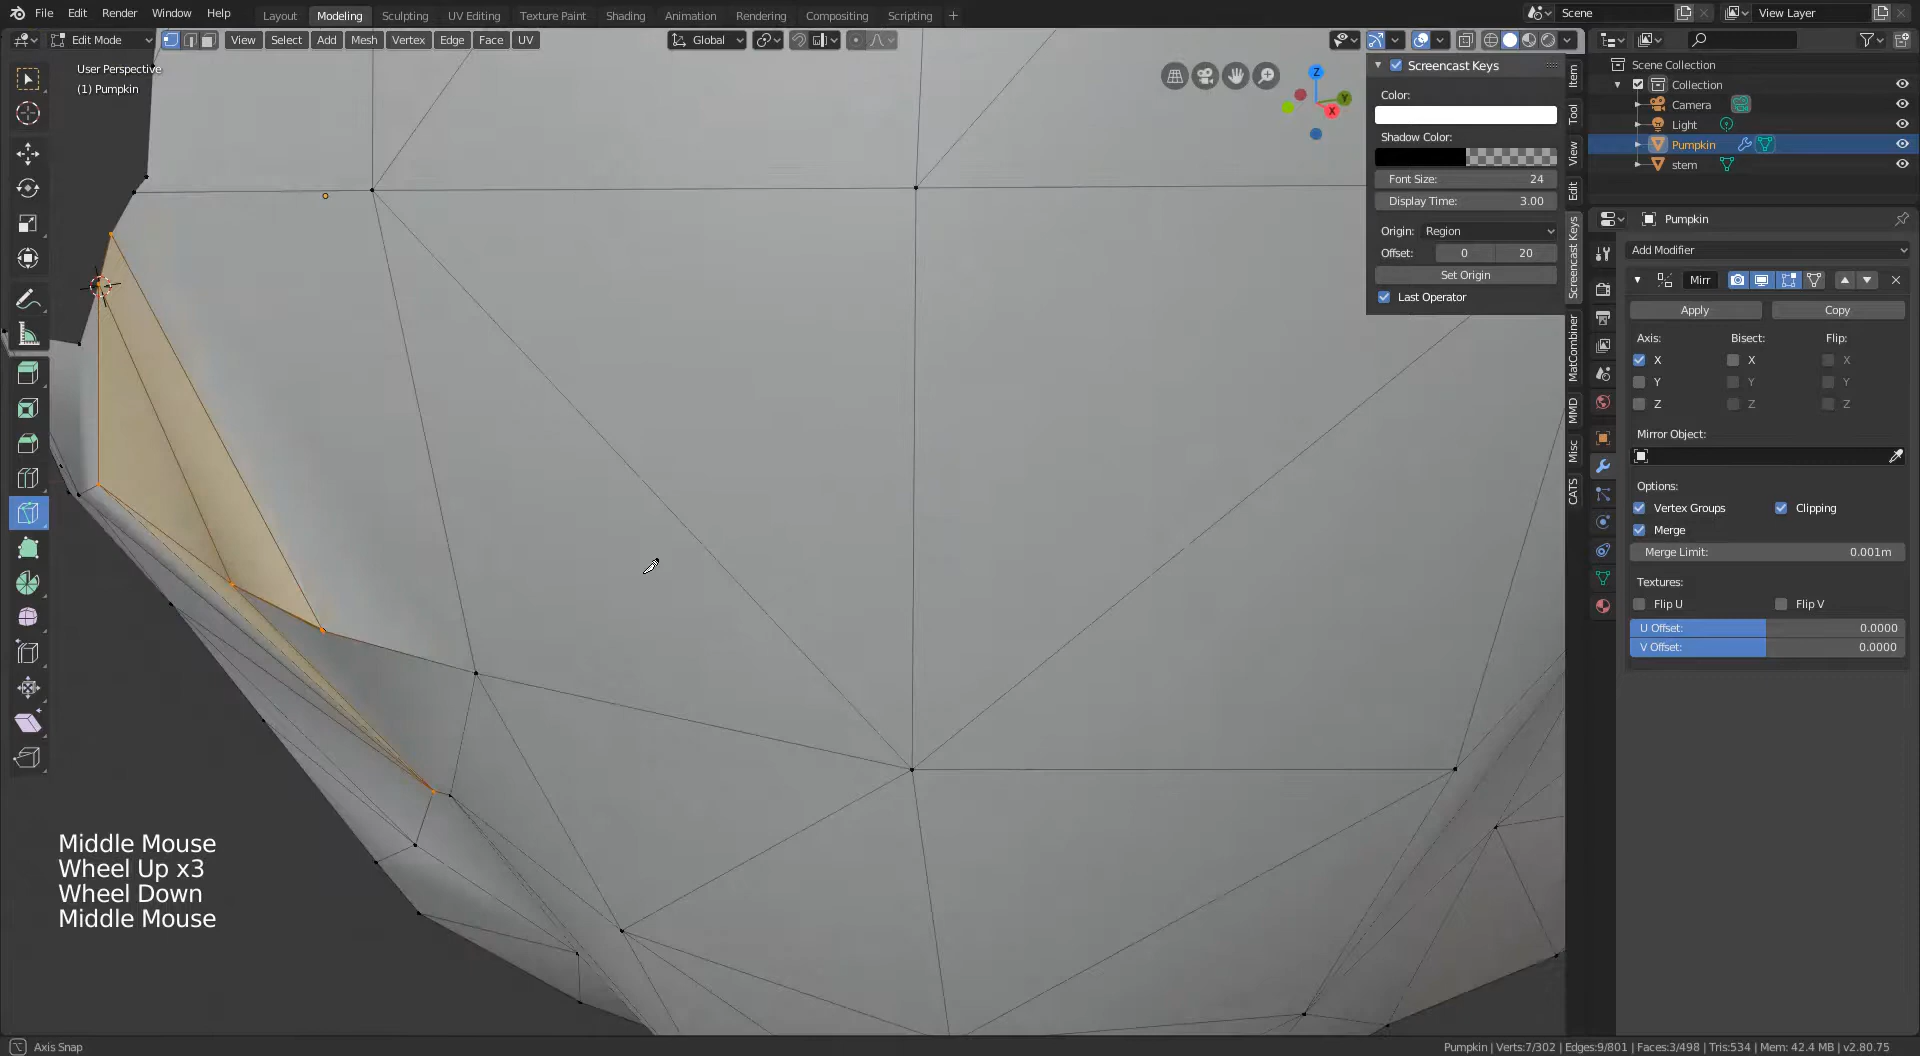 File Edit Render Window Help Layout Modeling Sculpting UV Editing Texture Paint Shading Animation Rendering Compositing Scripting + Scene View Layer
Edit Mode View Select Add Mesh Vertex Edge Face UV Global
User Perspective
(1) Pumpkin
Z
Y
X
Screencast Keys
Color:
Shadow Color:
Font Size: 24
Display Time: 3.00
Origin: Region
Offset: 0 20
Set Origin
Last Operator
Item
Tool
View
Edit
Screencast Keys
MatCombiner
MMD
Misc
CATS
Scene Collection
Collection
Camera
Light
Pumpkin
stem
Pumpkin
Add Modifier
Mirr
Apply Copy
Axis: Bisect: Flip:
X X X
Y Y Y
Z Z Z
Mirror Object:
Options:
Vertex Groups Clipping
Merge
Merge Limit: 0.001m
Textures:
Flip U Flip V
U Offset: 0.0000
V Offset: 0.0000
Middle Mouse
Wheel Up x3
Wheel Down
Middle Mouse
Axis Snap
Pumpkin | Verts:7/302 | Edges:9/801 | Faces:3/498 | Tris:534 | Mem: 42.4 MB | v2.80.75